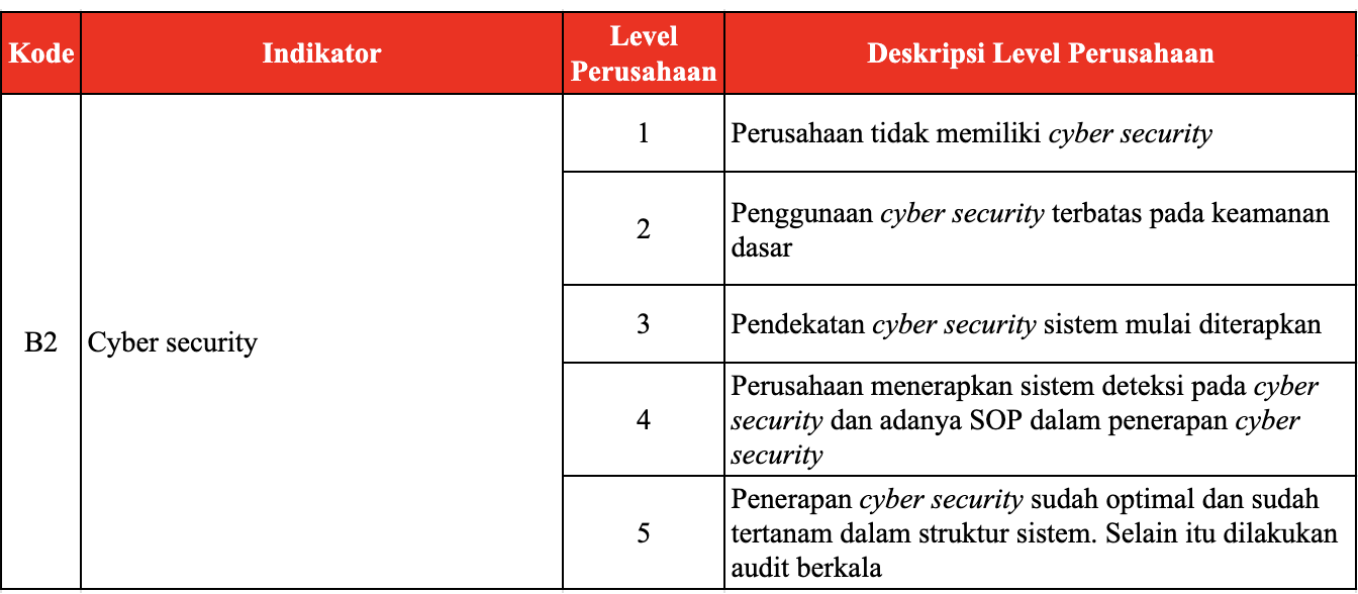 Kode
Indikator
Level
Perusahaan
Deskripsi Level Perusahaan
B2
Cyber security
1
Perusahaan tidak memiliki cyber security
2
Penggunaan cyber security terbatas pada keamanan
dasar
3
Pendekatan cyber security sistem mulai diterapkan
4
Perusahaan menerapkan sistem deteksi pada cyber
security dan adanya SOP dalam penerapan cyber
security
5
Penerapan cyber security sudah optimal dan sudah
tertanam dalam struktur sistem. Selain itu dilakukan
audit berkala